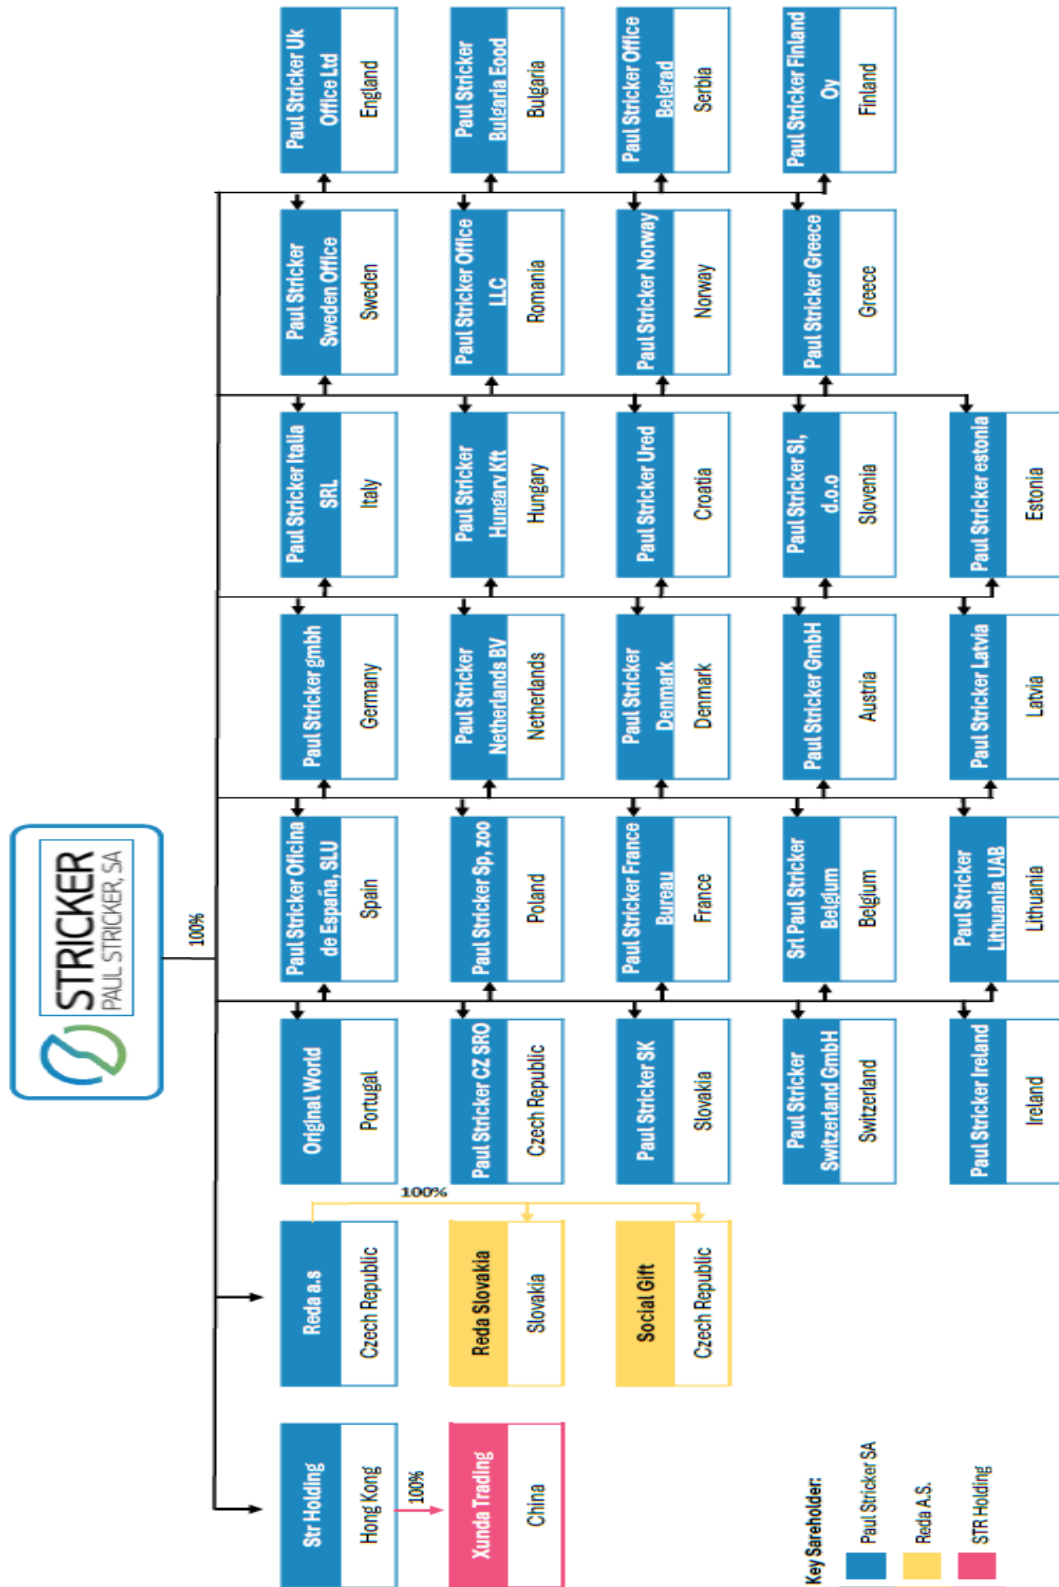 STRICKER
PAUL STRICKER, SA
100%
Str Holding
Hong Kong
100%
Xunda Trading
China
Reda a.s
Czech Republic
100%
Reda Slovakia
Slovakia
Social Gift
Czech Republic
Original World
Portugal
Paul Stricker CZ SRO
Czech Republic
Paul Stricker SK
Slovakia
Paul Stricker
Switzerland GmbH
Switzerland
Paul Stricker Ireland
Ireland
Paul Stricker Oficina
de España, SLU
Spain
Paul Stricker Sp, zoo
Poland
Paul Stricker France
Bureau
France
Srl Paul Stricker
Belgium
Belgium
Paul Stricker
Lithuania UAB
Lithuania
Paul Stricker gmbh
Germany
Paul Stricker
Netherlands BV
Netherlands
Paul Stricker
Denmark
Denmark
Paul Stricker GmbH
Austria
Paul Stricker Latvia
Latvia
Paul Stricker Italia
SRL
Italy
Paul Stricker
Hungary Kft
Hungary
Paul Stricker Ured
Croatia
Paul Stricker SI,
d.o.o
Slovenia
Paul Stricker estonia
Estonia
Paul Stricker
Sweden Office
Sweden
Paul Stricker Office
LLC
Romania
Paul Stricker Norway
Norway
Paul Stricker Greece
Greece
Paul Stricker Uk
Office Ltd
England
Paul Stricker
Bulgaria Eood
Bulgaria
Paul Stricker Office
Belgrad
Serbia
Paul Stricker Finland
Oy
Finland
Key Sareholder:
Paul Stricker SA
Reda A.S.
STR Holding